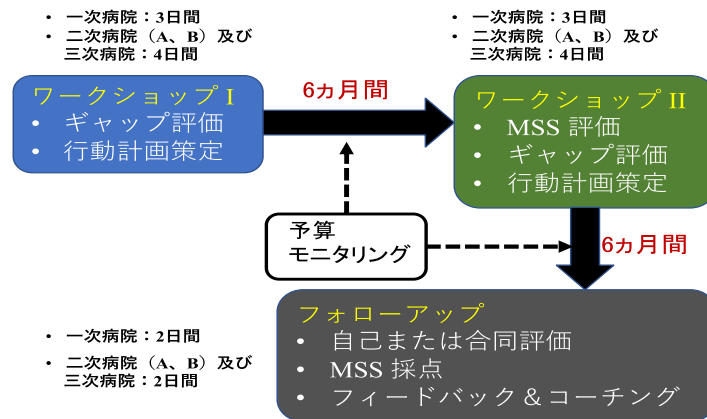 • 一次病院：3日間
• 二次病院（A、B）及び
三次病院：4日間
• 一次病院：3日間
• 二次病院（A、B）及び
三次病院：4日間
ワークショップ I
• ギャップ評価
• 行動計画策定
6ヵ月間
ワークショップ II
• MSS 評価
• ギャップ評価
• 行動計画策定
予算
モニタリング
6ヵ月間
• 一次病院：2日間
• 二次病院（A、B）及び
三次病院：2日間
フォローアップ
• 自己または合同評価
• MSS 採点
• フィードバック＆コーチング